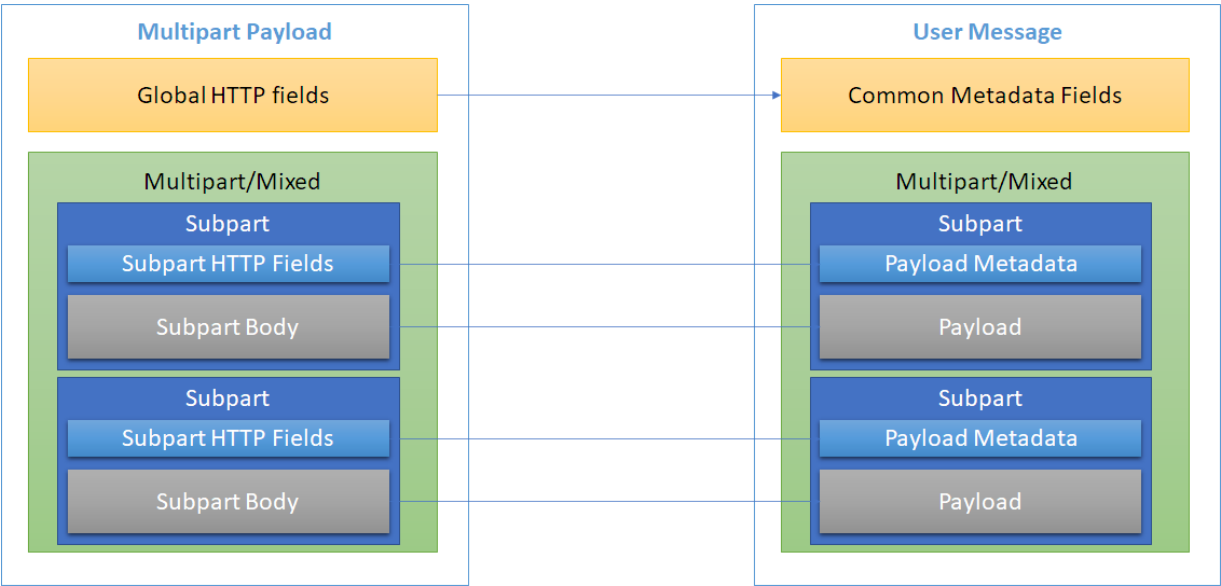 Multipart Payload
Global HTTP fields
Multipart/Mixed
Subpart
Subpart HTTP Fields
Subpart Body
Subpart
Subpart HTTP Fields
Subpart Body
User Message
Common Metadata Fields
Multipart/Mixed
Subpart
Payload Metadata
Payload
Subpart
Payload Metadata
Payload